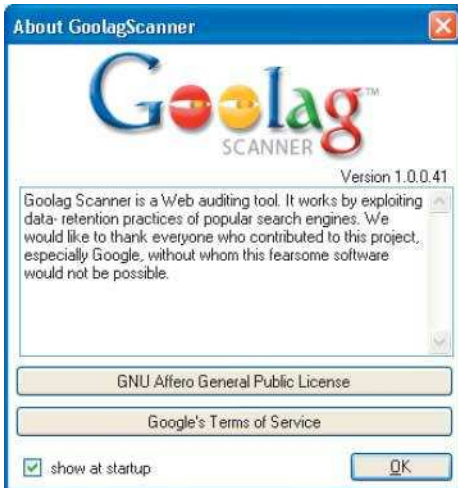 About GoolagScanner
Goolag™
SCANNER
Version 1.0.0.41
Goolag Scanner is a Web auditing tool. It works by exploiting
data- retention practices of popular search engines. We
would like to thank everyone who contributed to this project,
especially Google, without whom this fearsome software
would not be possible.
GNU Affero General Public License
Google's Terms of Service
show at startup
OK